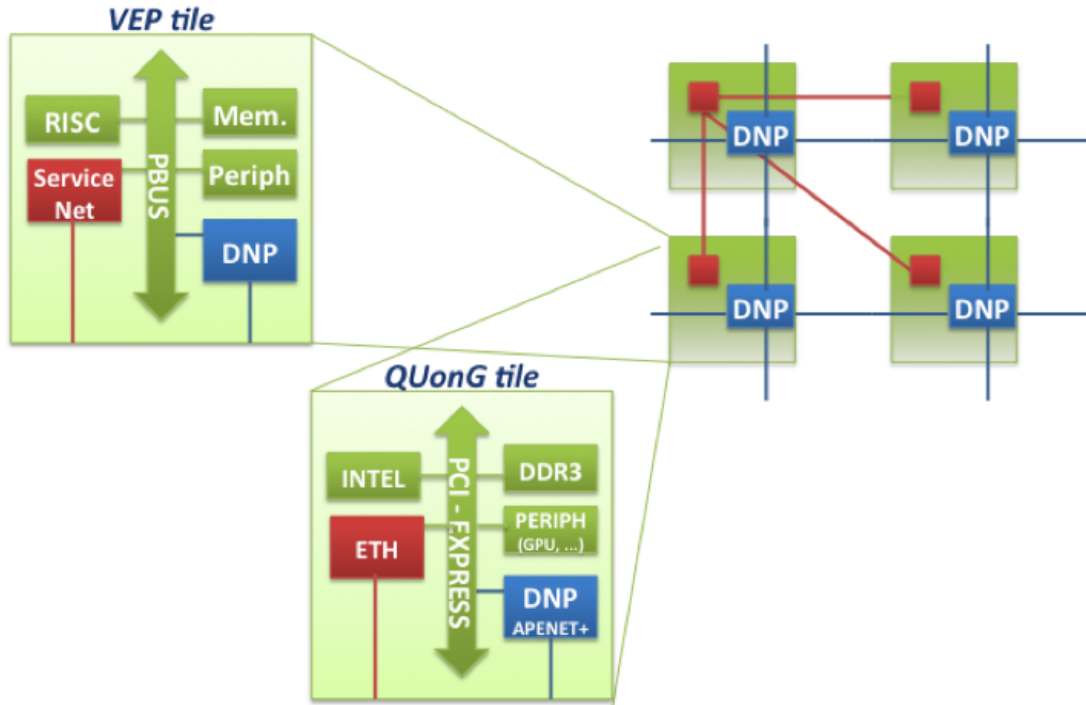 VEP tile
RISC
Mem.
Service
Net
Periph
PBUS
DNP
DNP
DNP
DNP
DNP
QUonG tile
INTEL
DDR3
PCI - EXPRESS
ETH
PERIPH
(GPU, ...)
DNP
APENET+